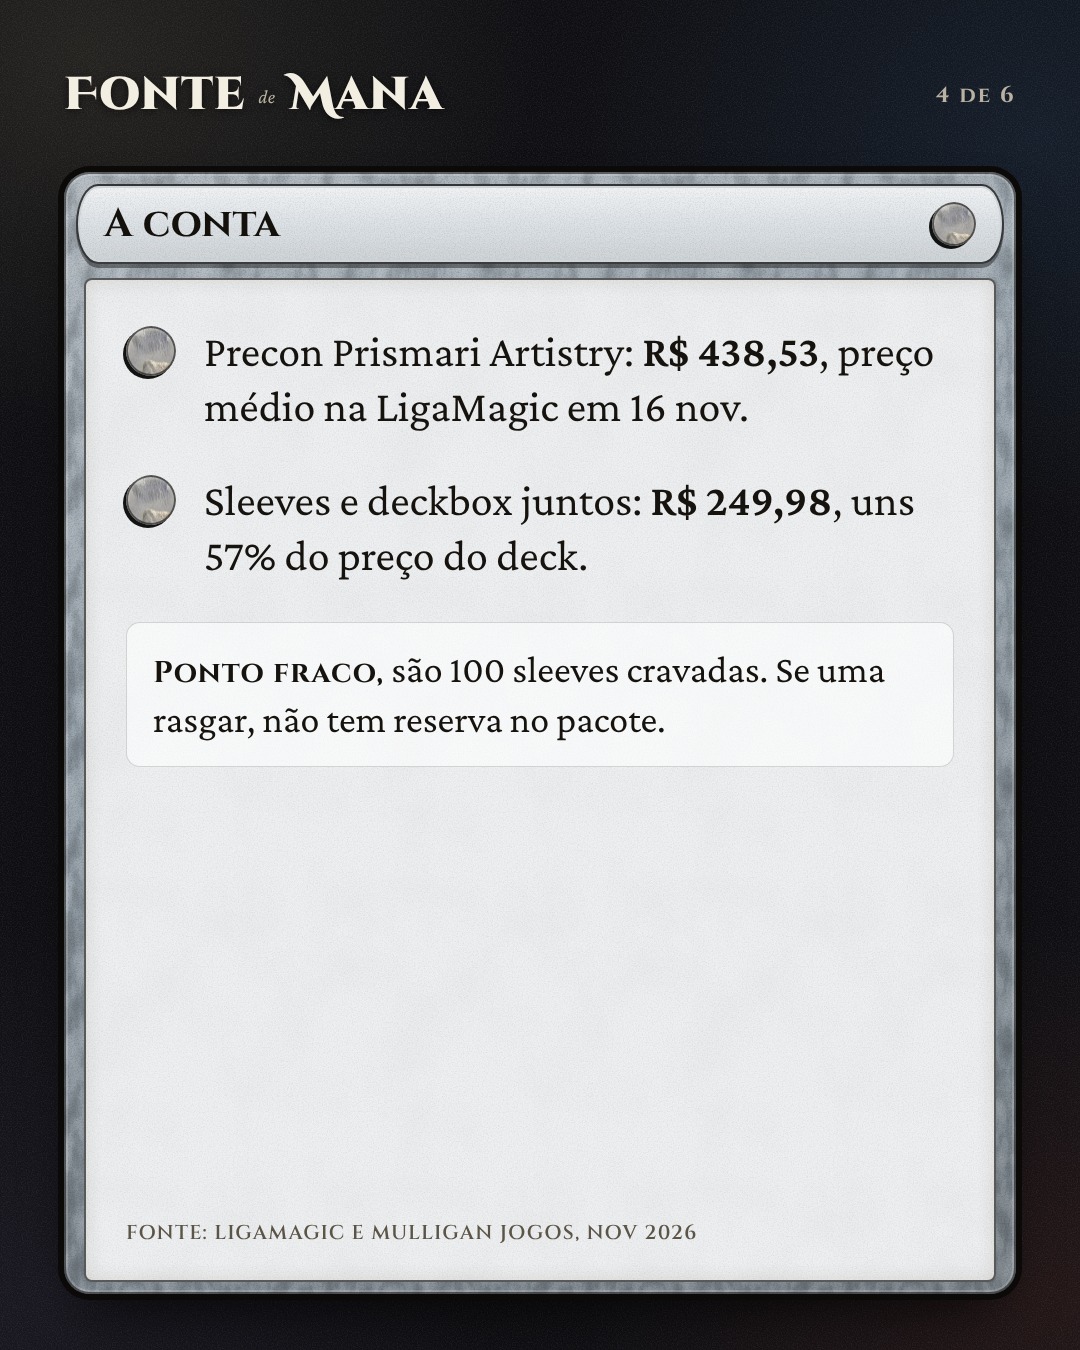 Fonte de Mana
4 de 6
A conta
Precon Prismari Artistry: R$ 438,53, preço
médio na LigaMagic em 16 nov.
Sleeves e deckbox juntos: R$ 249,98, uns
57% do preço do deck.
Ponto fraco, são 100 sleeves cravadas. Se uma
rasgar, não tem reserva no pacote.
FONTE: LIGAMAGIC E MULLIGAN JOGOS, NOV 2026